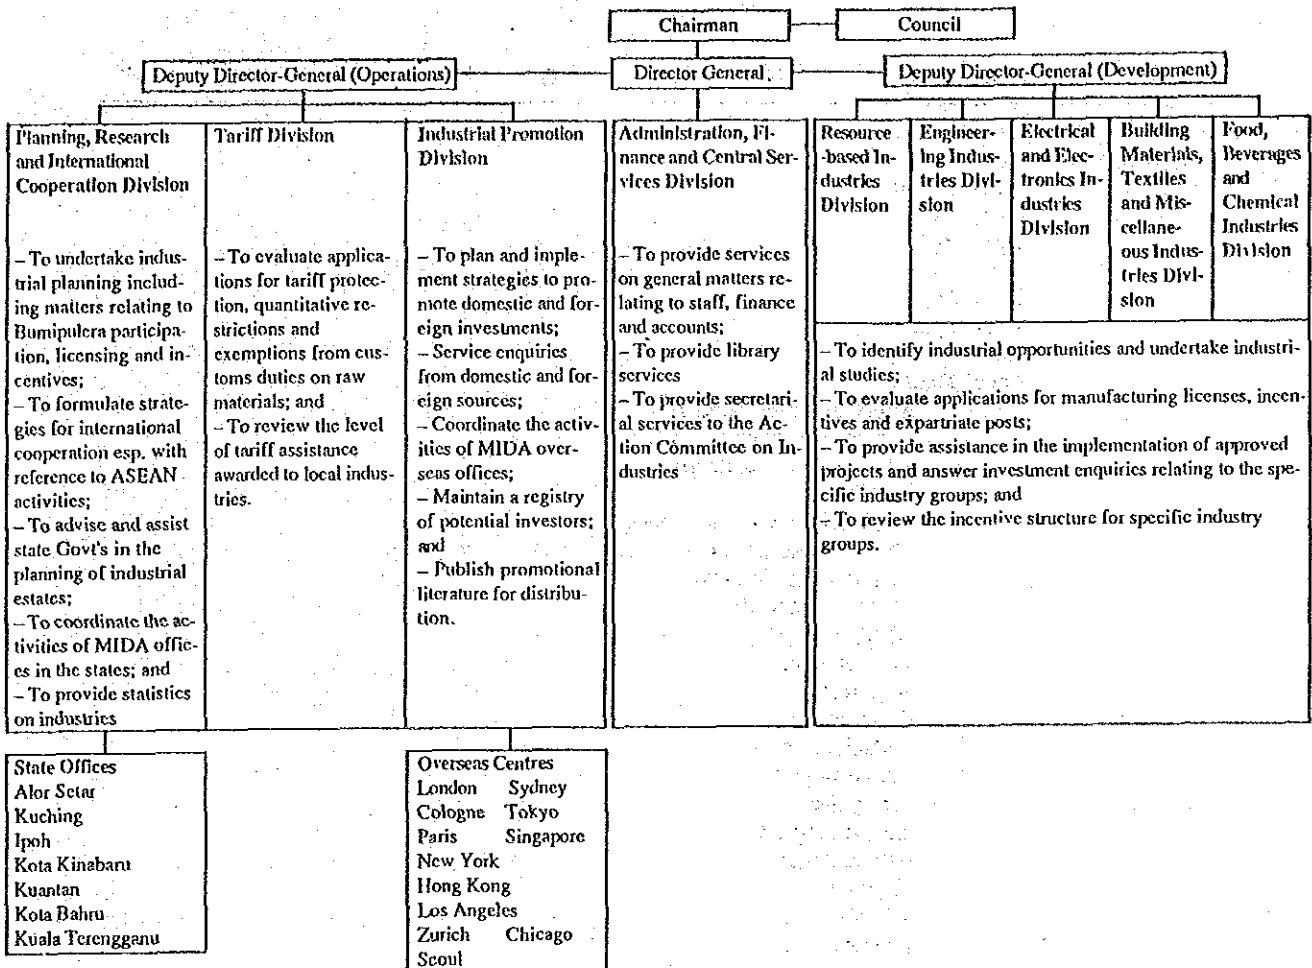 Chairman
Council
Deputy Director-General (Operations)
Director General
Deputy Director-General (Development)
Planning, Research
and International
Cooperation Division
– To undertake indus-
trial planning includ-
ing matters relating to
Bumipulera participa-
tion, licensing and in-
centives;
– To formulate strate-
gies for international
cooperation esp. with
reference to ASEAN
activities;
– To advise and assist
state Govt's in the
planning of industrial
estates;
– To coordinate the ac-
tivities of MIDA offic-
es in the states; and
– To provide statistics
on industries
Tariff Division
– To evaluate applica-
tions for tariff protec-
tion, quantitative re-
strictions and
exemptions from cus-
toms duties on raw
materials; and
– To review the level
of tariff assistance
awarded to local indus-
tries.
Industrial Promotion
Division
– To plan and imple-
ment strategies to pro-
mote domestic and for-
eign investments;
– Service enquiries
from domestic and for-
eign sources;
– Coordinate the activ-
ities of MIDA over-
seas offices;
– Maintain a registry
of potential investors;
and
– Publish promotional
literature for distribu-
tion.
Administration, Fi-
nance and Central Ser-
vices Division
– To provide services
on general matters re-
lating to staff, finance
and accounts;
– To provide library
services
– To provide secretari-
al services to the Ac-
tion Committee on In-
dustries
Resource
-based In-
dustries
Division
Engineer-
ing Indus-
tries Divi-
sion
Electrical
and Elec-
tronics In-
dustries
Division
Building
Materials,
Textiles
and Mis-
cellane-
ous Indus-
tries Divi-
sion
Food,
Beverages
and
Chemical
Industries
Division
– To identify industrial opportunities and undertake industri-
al studies;
– To evaluate applications for manufacturing licenses, incen-
tives and expartriate posts;
– To provide assistance in the implementation of approved
projects and answer investment enquiries relating to the spe-
cific industry groups; and
– To review the incentive structure for specific industry
groups.
State Offices
Alor Setar
Kuching
Ipoh
Kota Kinabaru
Kuantan
Kota Bahru
Kuala Terengganu
Overseas Centres
London Sydney
Cologne Tokyo
Paris Singapore
New York
Hong Kong
Los Angeles
Zurich Chicago
Seoul